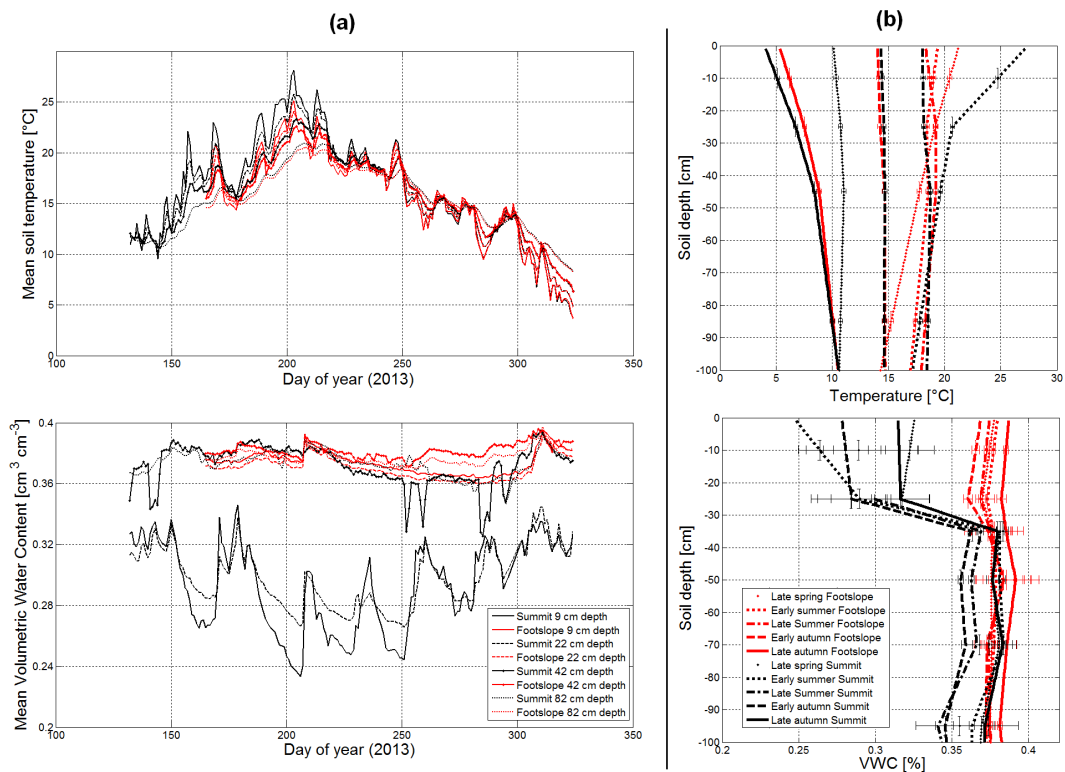 (a)
(b)
Mean soil temperature [°C]
25
20
15
10
5
0
100
150
200
250
300
350
Day of year (2013)
Soil depth [cm]
0
-10
-20
-30
-40
-50
-60
-70
-80
-90
-100
0
5
10
15
20
25
30
Temperature [°C]
Mean Volumetric Water Content [cm³ cm⁻³]
0.4
0.36
0.32
0.28
0.24
0.2
100
150
200
250
300
350
Day of year (2013)
Summit 9 cm depth
Footslope 9 cm depth
Summit 22 cm depth
Footslope 22 cm depth
Summit 42 cm depth
Footslope 42 cm depth
Summit 82 cm depth
Footslope 82 cm depth
Soil depth [cm]
0
-10
-20
-30
-40
-50
-60
-70
-80
-90
-100
0.2
0.25
0.3
0.35
0.4
VWC [%]
Late spring Footslope
Early summer Footslope
Late Summer Footslope
Early autumn Footslope
Late autumn Footslope
Late spring Summit
Early summer Summit
Late Summer Summit
Early autumn Summit
Late autumn Summit